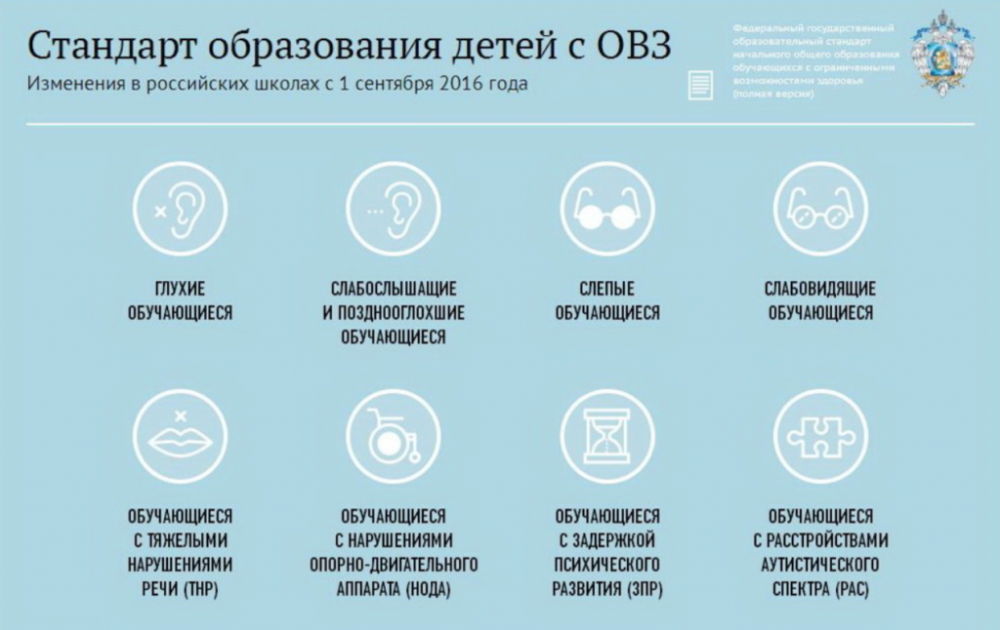 Стандарт образования детей с ОВЗ
Изменения в российских школах с 1 сентября 2016 года
Федеральный государственный
образовательный стандарт
начального общего образования
обучающихся с ограниченными
возможностями здоровья
(полная версия)
ГЛУХИЕ
ОБУЧАЮЩИЕСЯ
СЛАБОСЛЫШАЩИЕ
И ПОЗДНООГЛОХШИЕ
ОБУЧАЮЩИЕСЯ
СЛЕПЫЕ
ОБУЧАЮЩИЕСЯ
СЛАБОВИДЯЩИЕ
ОБУЧАЮЩИЕСЯ
ОБУЧАЮЩИЕСЯ
С ТЯЖЕЛЫМИ
НАРУШЕНИЯМИ
РЕЧИ (ТНР)
ОБУЧАЮЩИЕСЯ
С НАРУШЕНИЯМИ
ОПОРНО-ДВИГАТЕЛЬНОГО
АППАРАТА (НОДА)
ОБУЧАЮЩИЕСЯ
С ЗАДЕРЖКОЙ
ПСИХИЧЕСКОГО
РАЗВИТИЯ (ЗПР)
ОБУЧАЮЩИЕСЯ
С РАССТРОЙСТВАМИ
АУТИСТИЧЕСКОГО
СПЕКТРА (РАС)